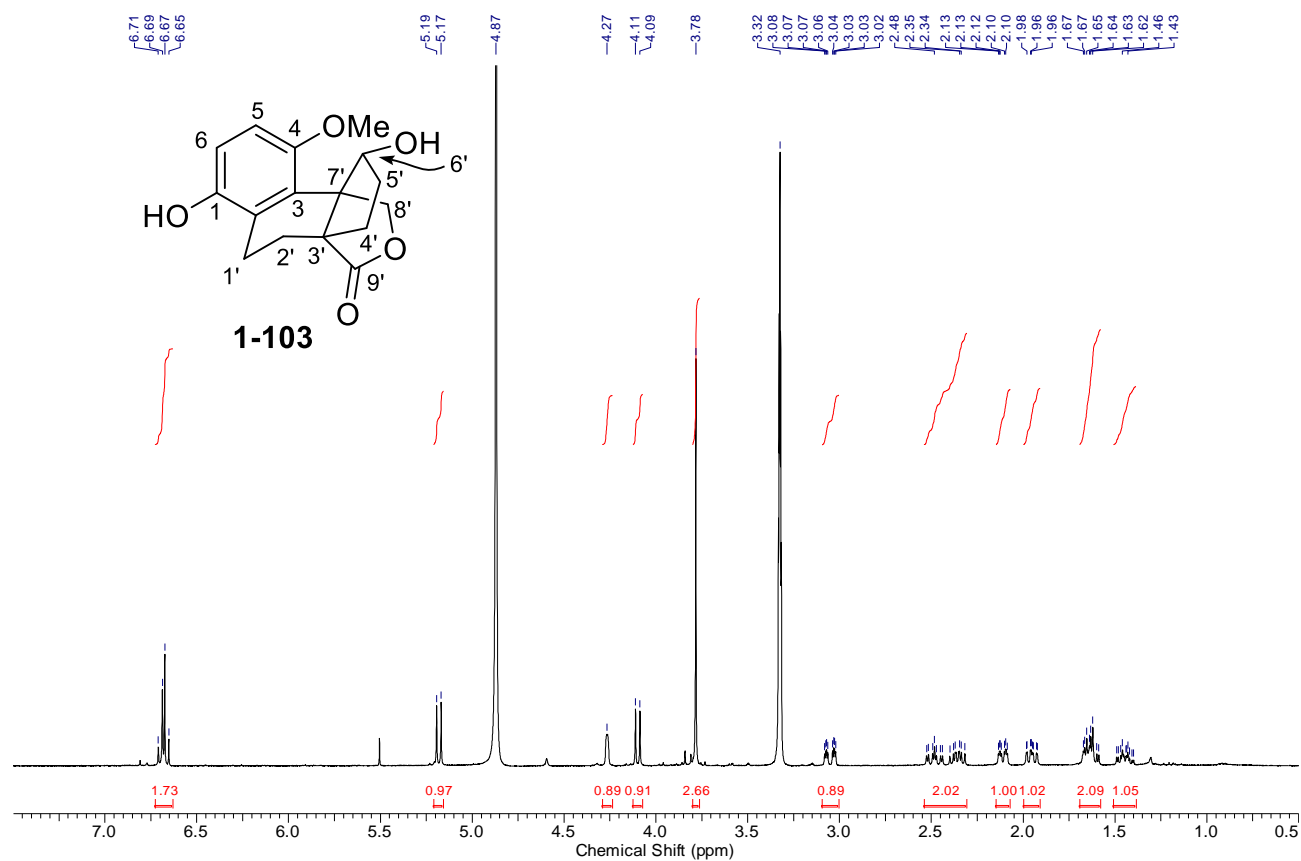 6.71 6.69 6.67 6.65 5.19 5.17 4.87 4.27 4.11 4.09 3.78 3.32 3.08 3.07 3.07 3.06 3.04 3.03 3.03 3.02 2.48 2.35 2.34 2.13 2.13 2.12 2.10 2.10 1.98 1.96 1.96 1.67 1.67 1.65 1.64 1.63 1.62 1.46 1.43
5 4 OMe
6 OH
6'
7' 5'
HO 1 3 8'
2' 3' 4' O
1' 9'
O
1-103
1.73 0.97 0.89 0.91 2.66 0.89 2.02 1.00 1.02 2.09 1.05
7.0 6.5 6.0 5.5 5.0 4.5 4.0 3.5 3.0 2.5 2.0 1.5 1.0 0.5
Chemical Shift (ppm)